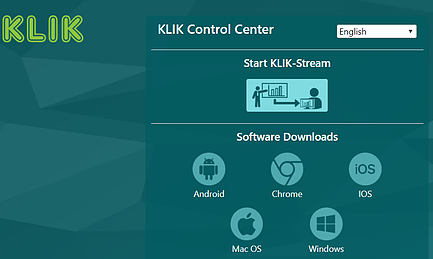 KLIK
KLIK Control Center
English
Start KLIK-Stream
Software Downloads
iOS
Android
Chrome
IOS
Mac OS
Windows